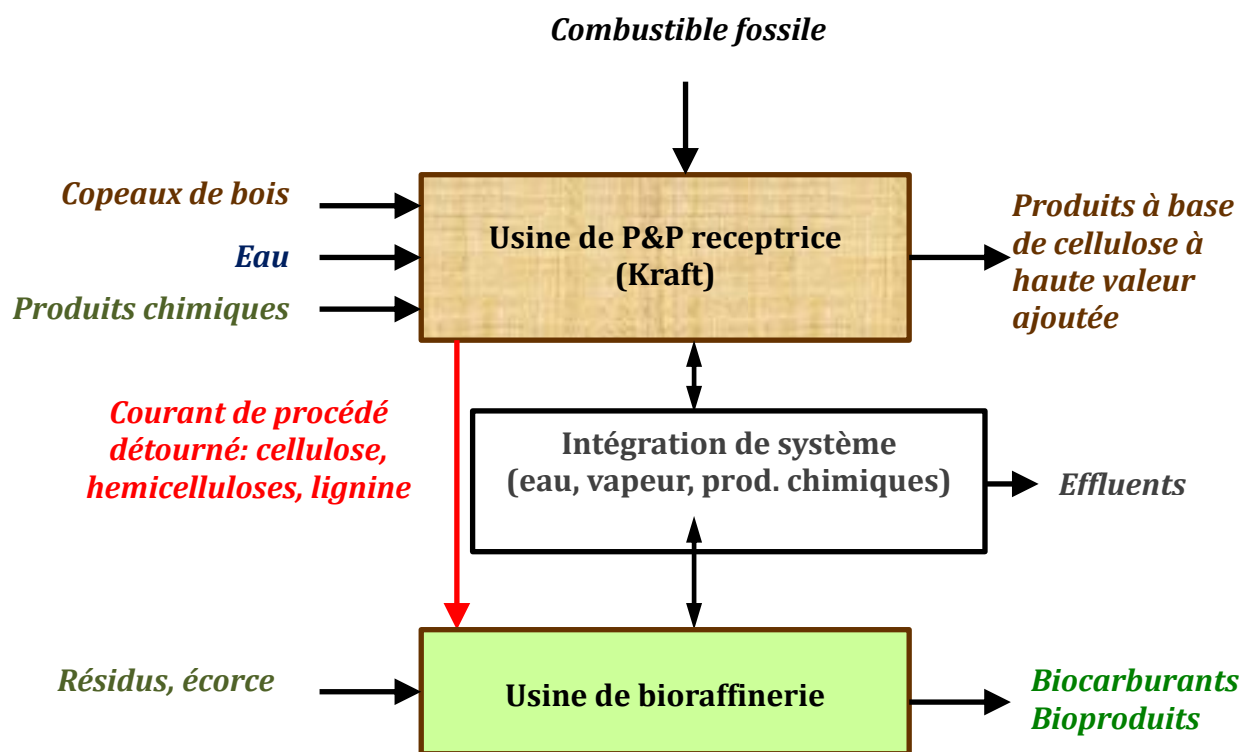 Combustible fossile
Copeaux de bois
Eau
Produits chimiques
Usine de P&P receptrice
(Kraft)
Produits à base
de cellulose à
haute valeur
ajoutée
Courant de procédé
détourné: cellulose,
hemicelluloses, lignine
Intégration de système
(eau, vapeur, prod. chimiques)
Effluents
Résidus, écorce
Usine de bioraffinerie
Biocarburants
Bioproduits